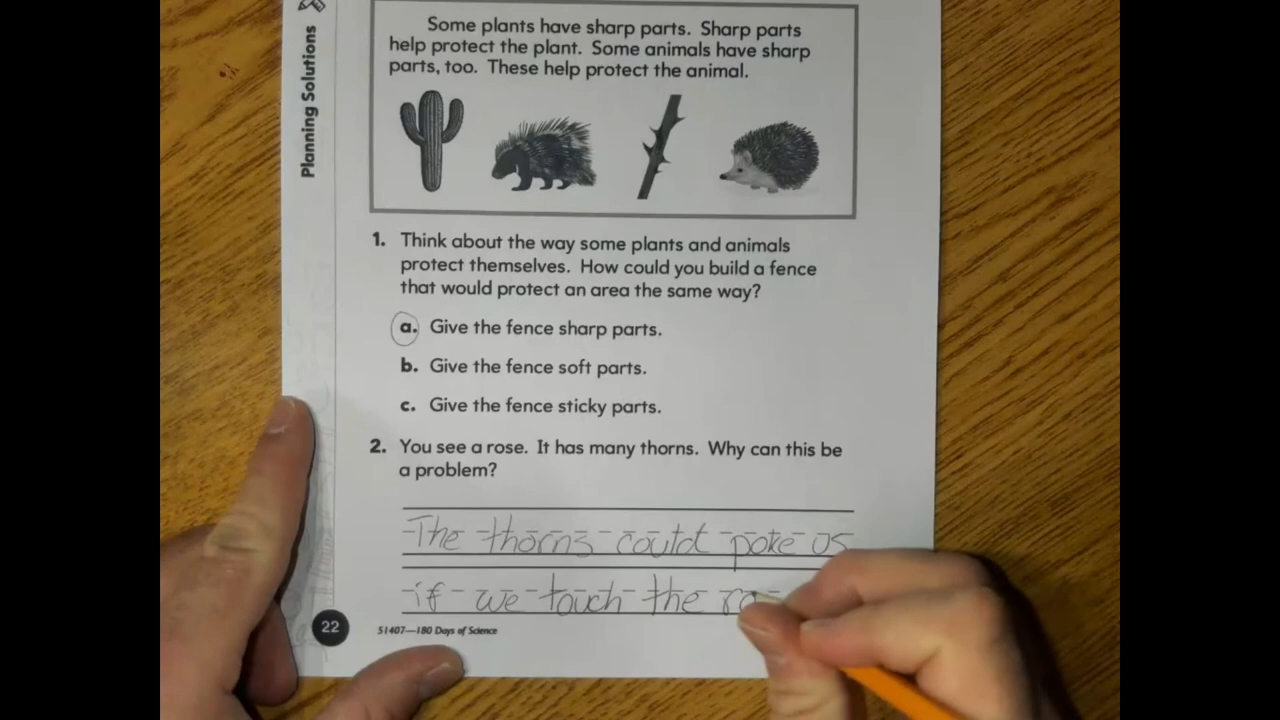 Planning Solutions
Some plants have sharp parts. Sharp parts
help protect the plant. Some animals have sharp
parts, too. These help protect the animal.
1. Think about the way some plants and animals
protect themselves. How could you build a fence
that would protect an area the same way?
a. Give the fence sharp parts.
b. Give the fence soft parts.
c. Give the fence sticky parts.
2. You see a rose. It has many thorns. Why can this be
a problem?
The thorns could poke us
if we touch the ro
22
51407—180 Days of Science